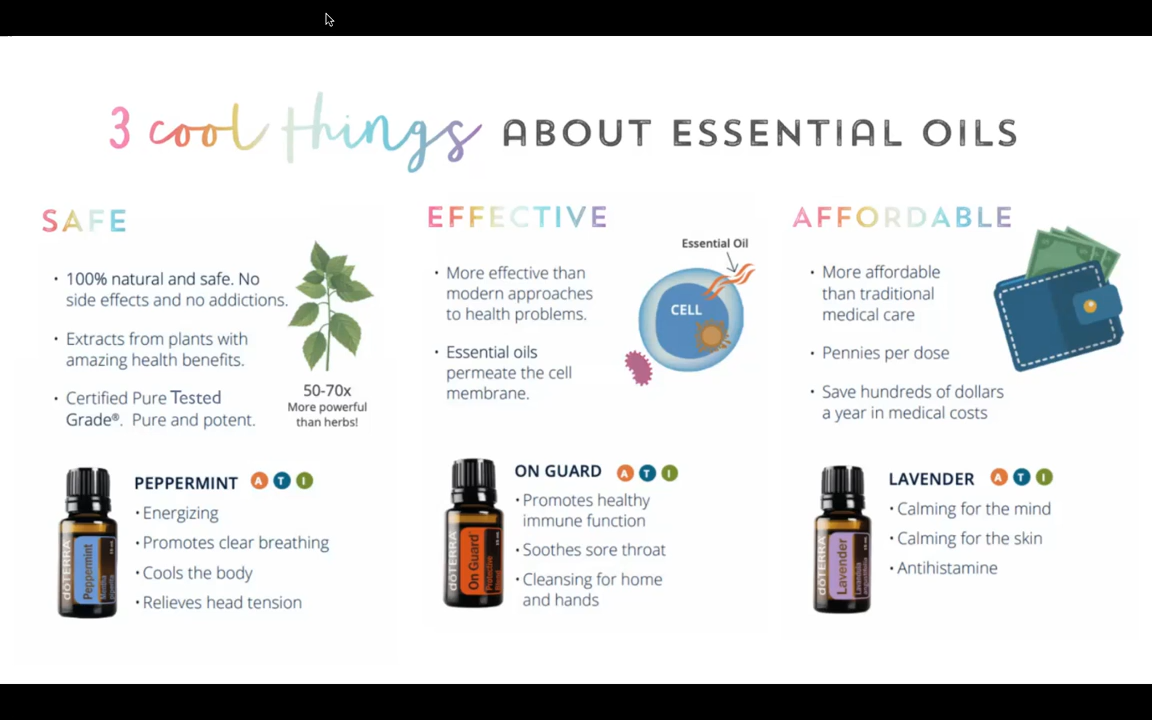 3 cool things ABOUT ESSENTIAL OILS
SAFE
• 100% natural and safe. No
side effects and no addictions.
• Extracts from plants with
amazing health benefits.
• Certified Pure Tested
Grade®. Pure and potent.
50-70x
More powerful
than herbs!
PEPPERMINT A T I
• Energizing
• Promotes clear breathing
• Cools the body
• Relieves head tension
dōTERRA
Peppermint
EFFECTIVE
• More effective than
modern approaches
to health problems.
• Essential oils
permeate the cell
membrane.
Essential Oil
CELL
ON GUARD A T I
• Promotes healthy
immune function
• Soothes sore throat
• Cleansing for home
and hands
dōTERRA
On Guard
AFFORDABLE
• More affordable
than traditional
medical care
• Pennies per dose
• Save hundreds of dollars
a year in medical costs
LAVENDER A T I
• Calming for the mind
• Calming for the skin
• Antihistamine
dōTERRA
Lavender